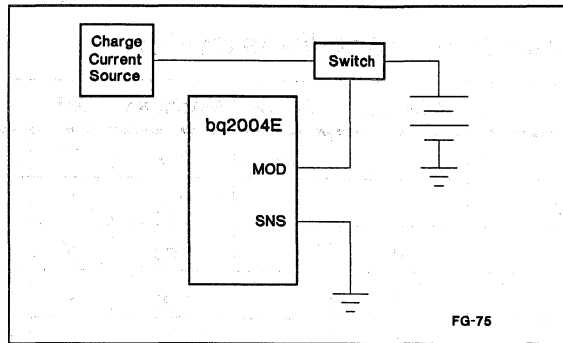 Charge
Current
Source
Switch
bq2004E
MOD
SNS
FG-75